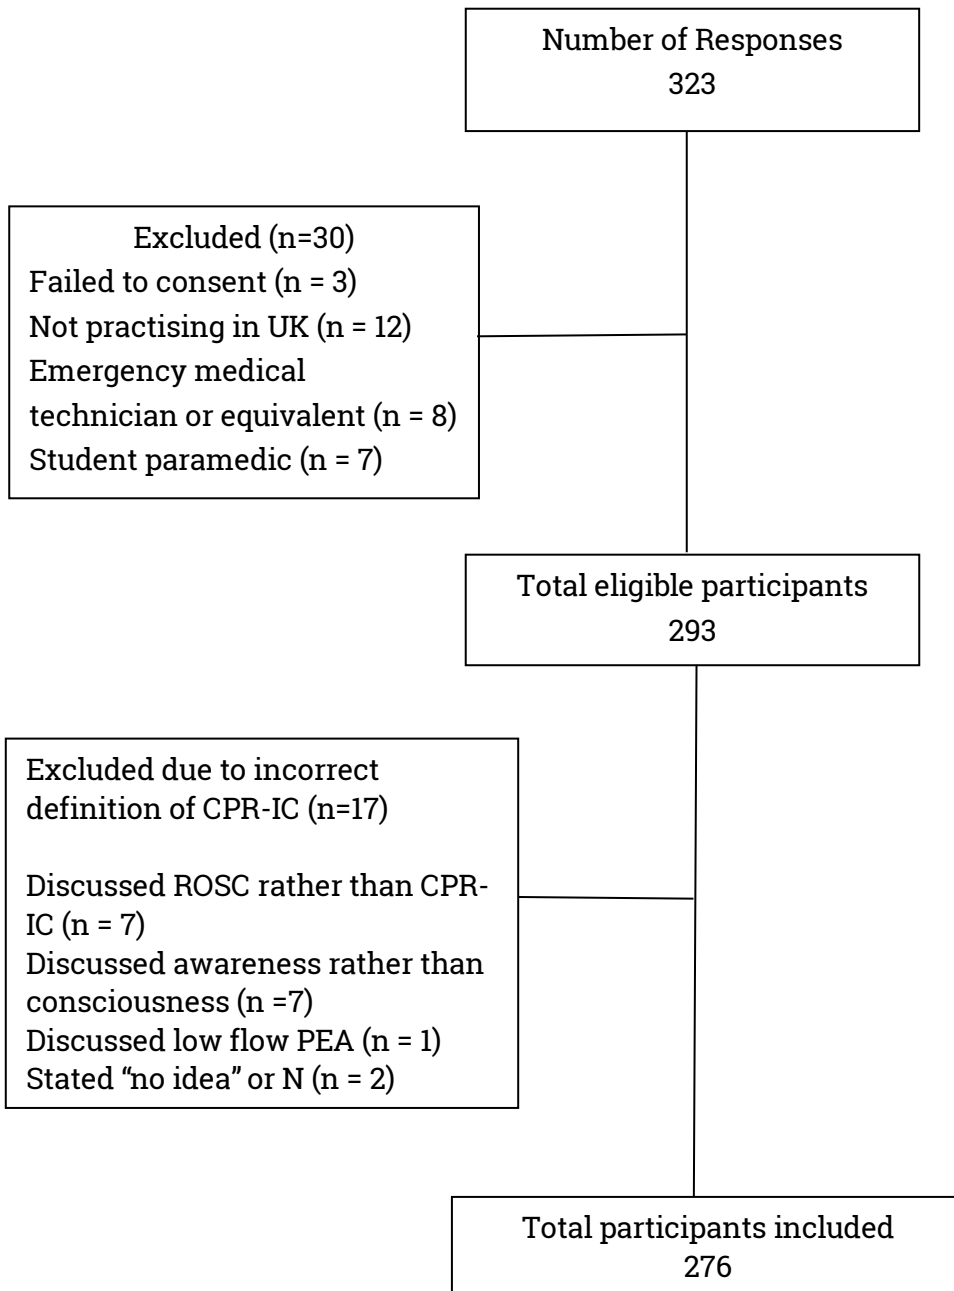 Number of Responses
323
Excluded (n=30)
Failed to consent (n = 3)
Not practising in UK (n = 12)
Emergency medical
technician or equivalent (n = 8)
Student paramedic (n = 7)
Total eligible participants
293
Excluded due to incorrect
definition of CPR-IC (n=17)
Discussed ROSC rather than CPR-
IC (n = 7)
Discussed awareness rather than
consciousness (n =7)
Discussed low flow PEA (n = 1)
Stated “no idea” or N (n = 2)
Total participants included
276